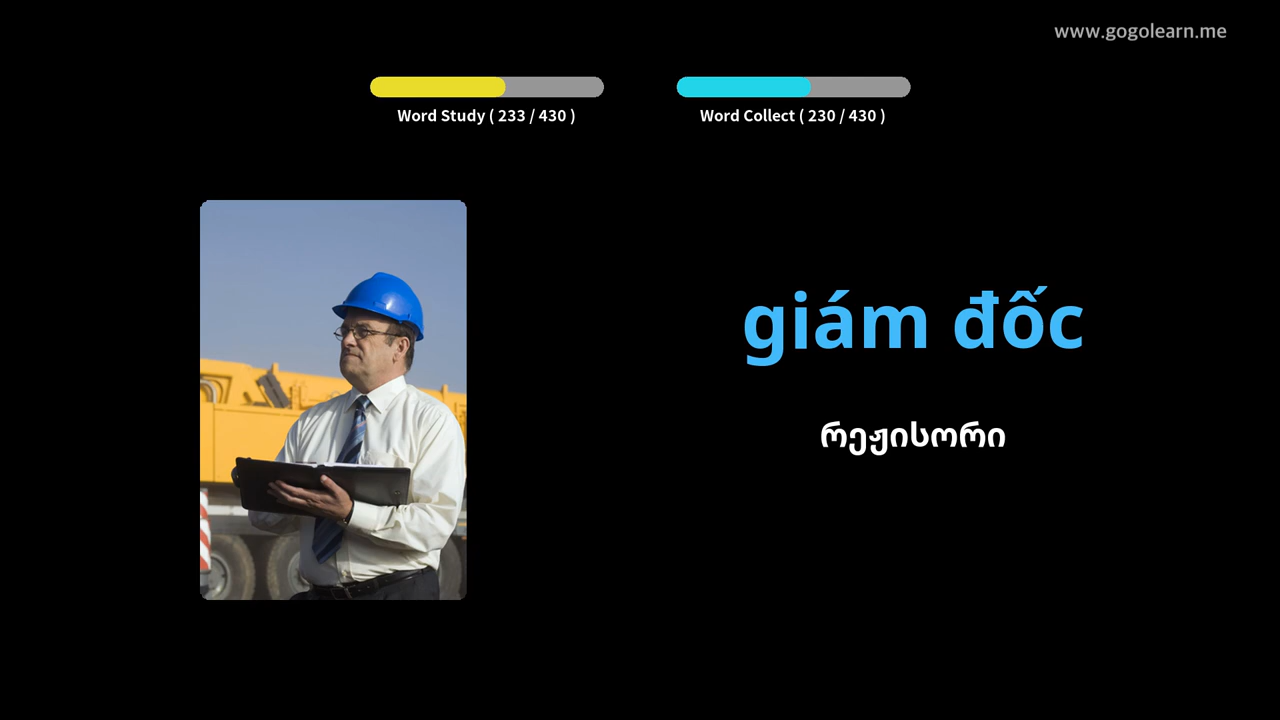 www.gogolearn.me
Word Study ( 233 / 430 )
Word Collect ( 230 / 430 )
giám đốc
რეჟისორი